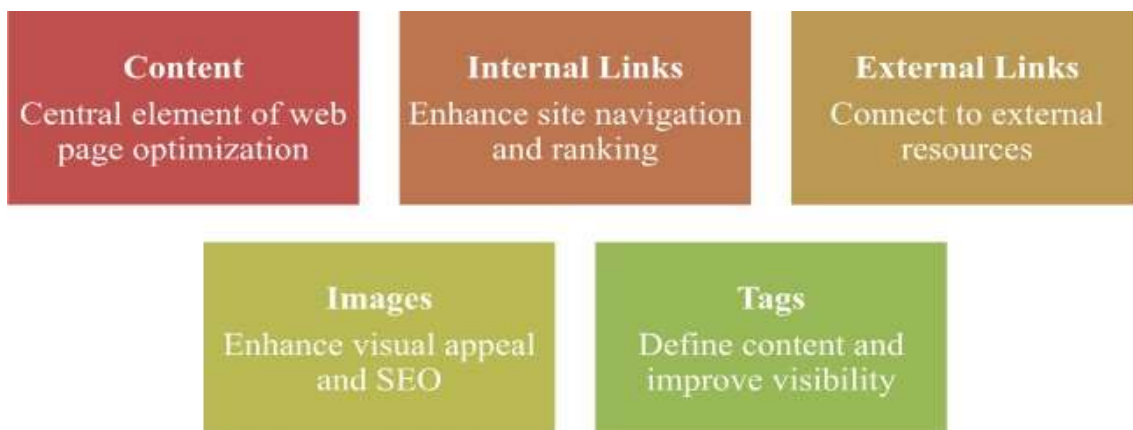 Content
Central element of web
page optimization
Internal Links
Enhance site navigation
and ranking
External Links
Connect to external
resources
Images
Enhance visual appeal
and SEO
Tags
Define content and
improve visibility